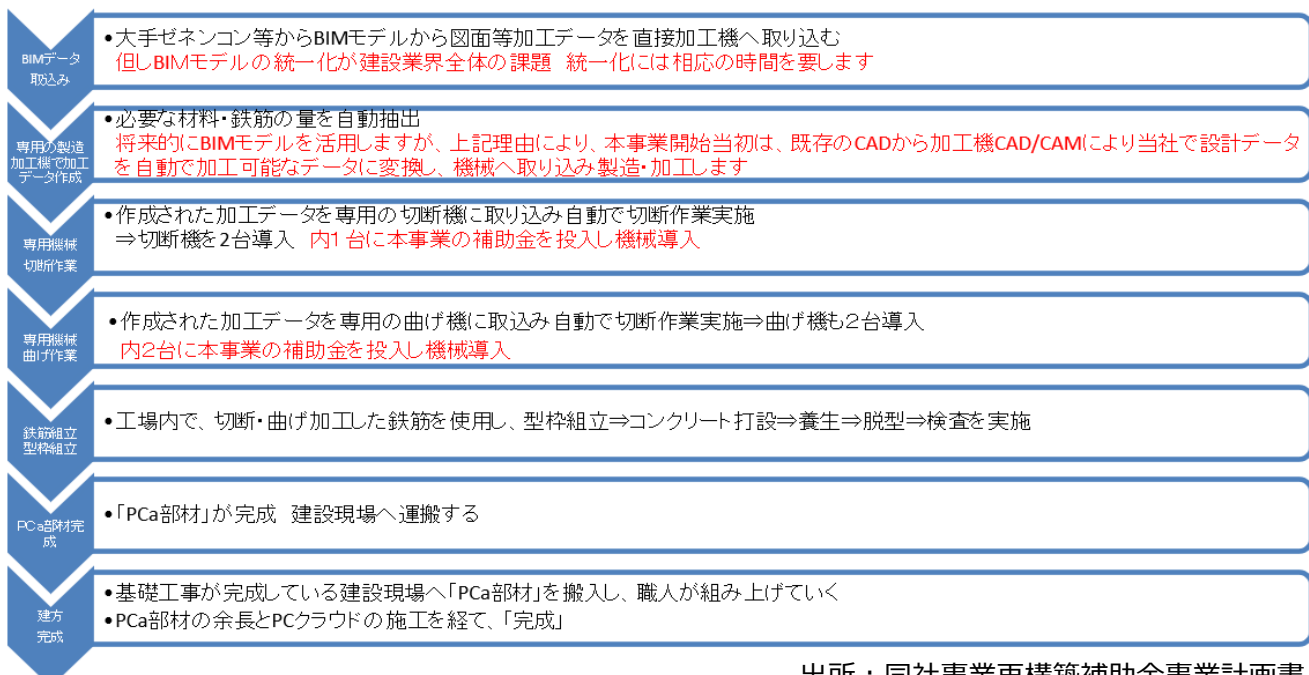 BIMデータ
取込み
•大手ゼネンコン等からBIMモデルから図面等加工データを直接加工機へ取り込む
但しBIMモデルの統一化が建設業界全体の課題 統一化には相応の時間を要します
専用の製造
加工機で加工
データ作成
•必要な材料・鉄筋の量を自動抽出
将来的にBIMモデルを活用しますが、上記理由により、本事業開始当初は、既存のCADから加工機CAD/CAMにより当社で設計データ
を自動で加工可能なデータに変換し、機械へ取り込み製造・加工します
専用機械
切断作業
•作成された加工データを専用の切断機に取り込み自動で切断作業実施
⇒切断機を2台導入 内1台に本事業の補助金を投入し機械導入
専用機械
曲げ作業
•作成された加工データを専用の曲げ機に取込み自動で切断作業実施⇒曲げ機も2台導入
内2台に本事業の補助金を投入し機械導入
鉄筋組立
型枠組立
•工場内で、切断・曲げ加工した鉄筋を使用し、型枠組立⇒コンクリート打設⇒養生⇒脱型⇒検査を実施
PCa部材完
成
•「PCa部材」が完成 建設現場へ運搬する
建方
完成
•基礎工事が完成している建設現場へ「PCa部材」を搬入し、職人が組み上げていく
•PCa部材の余長とPCクラウドの施工を経て、「完成」
出所：同社事業再構築補助金事業計画書